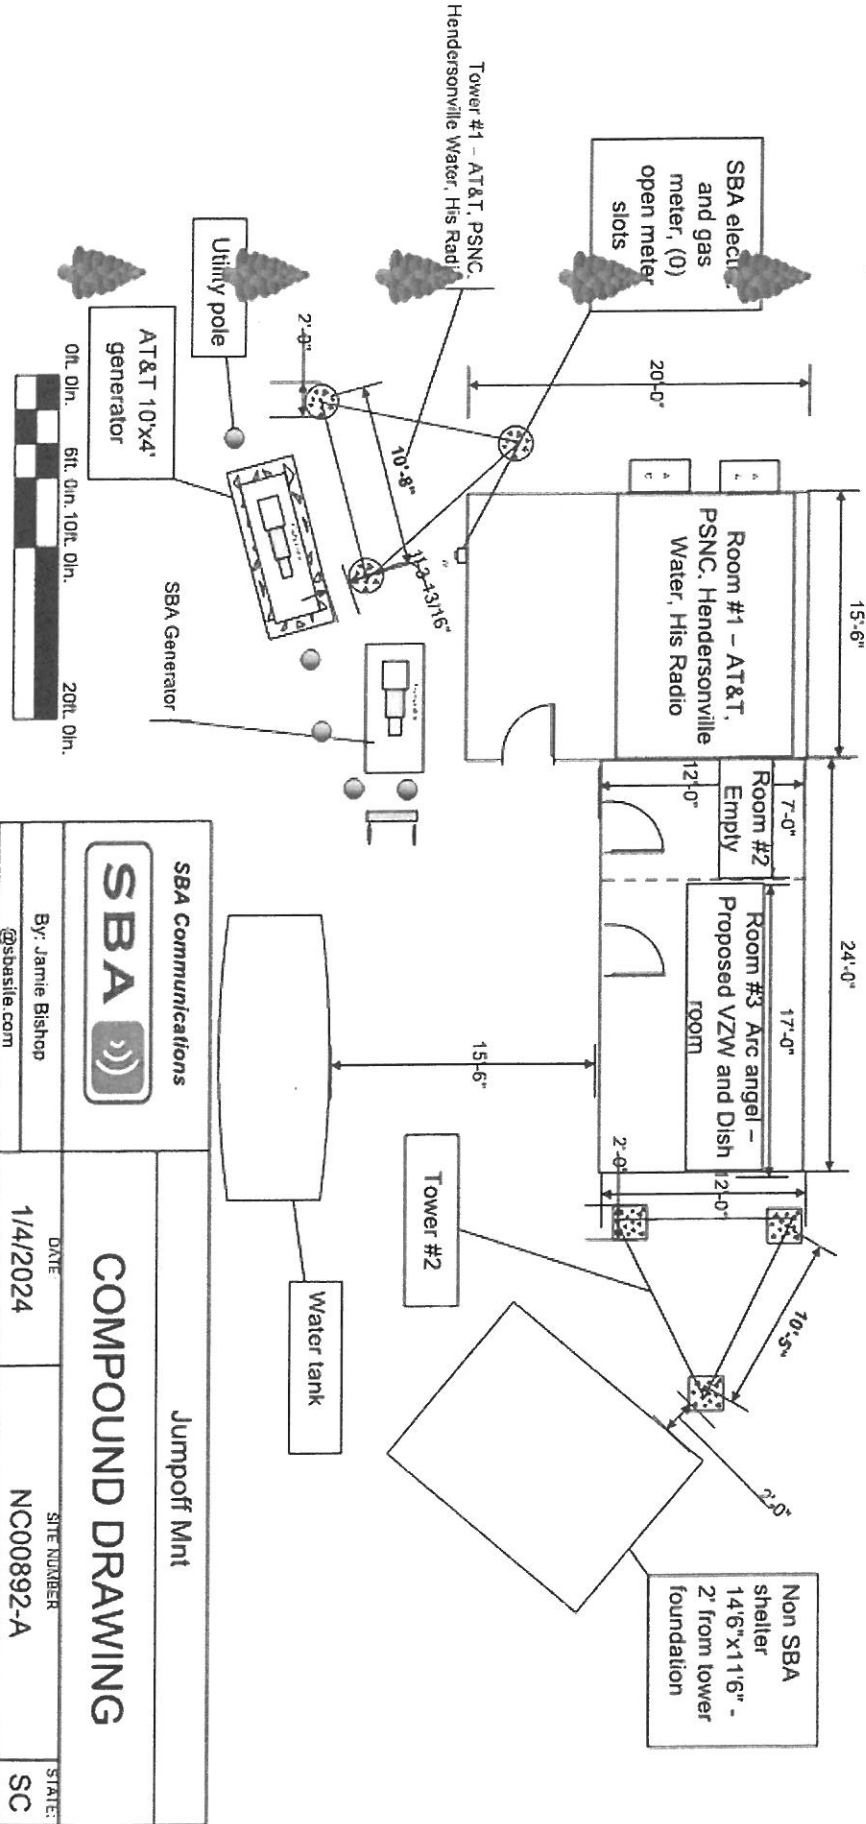 SBA elect.
and gas
meter, (0)
open meter
slots
Tower #1 – AT&T, PSNC.
Hendersonville Water, His Radi
Utility pole
AT&T 10'x4'
generator
SBA Generator
2'-0"
10'-8"
20'-0"
15'-6"
Room #1 – AT&T,
PSNC. Hendersonville
Water, His Radio
24'-0"
7'-0"
12'-0"
Room #2
Empty
17'-0"
Room #3 Arc angel –
Proposed VZW and Dish
room
15'-6"
2'-0"
12'-0"
10'-5"
2'-0"
Tower #2
Water tank
Non SBA
shelter
14'6"x11'6" -
2' from tower
foundation
0ft. 0in. 6ft. 0in. 10ft. 0in. 20ft. 0in.
SBA Communications
SBA
By: Jamie Bishop
@sbasite.com
Jumpoff Mnt
COMPOUND DRAWING
DATE
1/4/2024
SITE NUMBER
NC00892-A
STATE:
SC